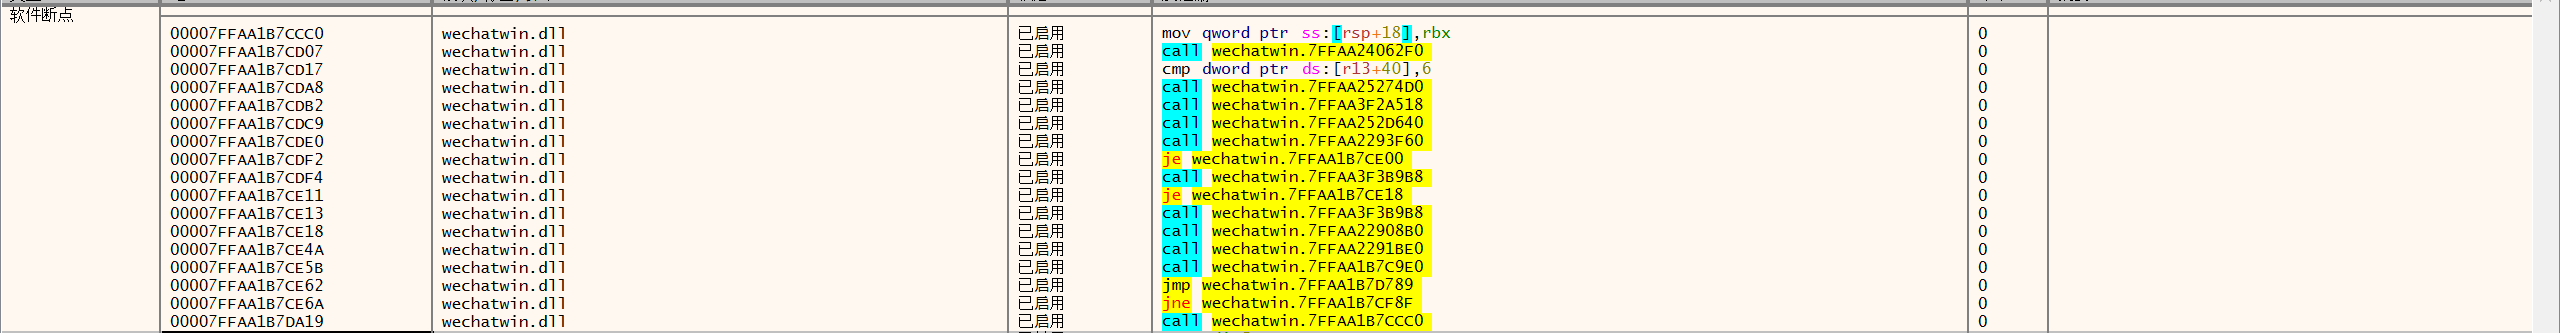 软件断点
00007FFAA1B7CCC0 wechatwin.dll 已启用 mov qword ptr ss:[rsp+18],rbx 0
00007FFAA1B7CD07 wechatwin.dll 已启用 call wechatwin.7FFAA24062F0 0
00007FFAA1B7CD17 wechatwin.dll 已启用 cmp dword ptr ds:[r13+40],6 0
00007FFAA1B7CDA8 wechatwin.dll 已启用 call wechatwin.7FFAA25274D0 0
00007FFAA1B7CDB2 wechatwin.dll 已启用 call wechatwin.7FFAA3F2A518 0
00007FFAA1B7CDC9 wechatwin.dll 已启用 call wechatwin.7FFAA252D640 0
00007FFAA1B7CDE0 wechatwin.dll 已启用 call wechatwin.7FFAA2293F60 0
00007FFAA1B7CDF2 wechatwin.dll 已启用 je wechatwin.7FFAA1B7CE00 0
00007FFAA1B7CDF4 wechatwin.dll 已启用 call wechatwin.7FFAA3F3B9B8 0
00007FFAA1B7CE11 wechatwin.dll 已启用 je wechatwin.7FFAA1B7CE18 0
00007FFAA1B7CE13 wechatwin.dll 已启用 call wechatwin.7FFAA3F3B9B8 0
00007FFAA1B7CE18 wechatwin.dll 已启用 call wechatwin.7FFAA22908B0 0
00007FFAA1B7CE4A wechatwin.dll 已启用 call wechatwin.7FFAA2291BE0 0
00007FFAA1B7CE5B wechatwin.dll 已启用 call wechatwin.7FFAA1B7C9E0 0
00007FFAA1B7CE62 wechatwin.dll 已启用 jmp wechatwin.7FFAA1B7D789 0
00007FFAA1B7CE6A wechatwin.dll 已启用 jne wechatwin.7FFAA1B7CF8F 0
00007FFAA1B7DA19 wechatwin.dll 已启用 call wechatwin.7FFAA1B7CCC0 0